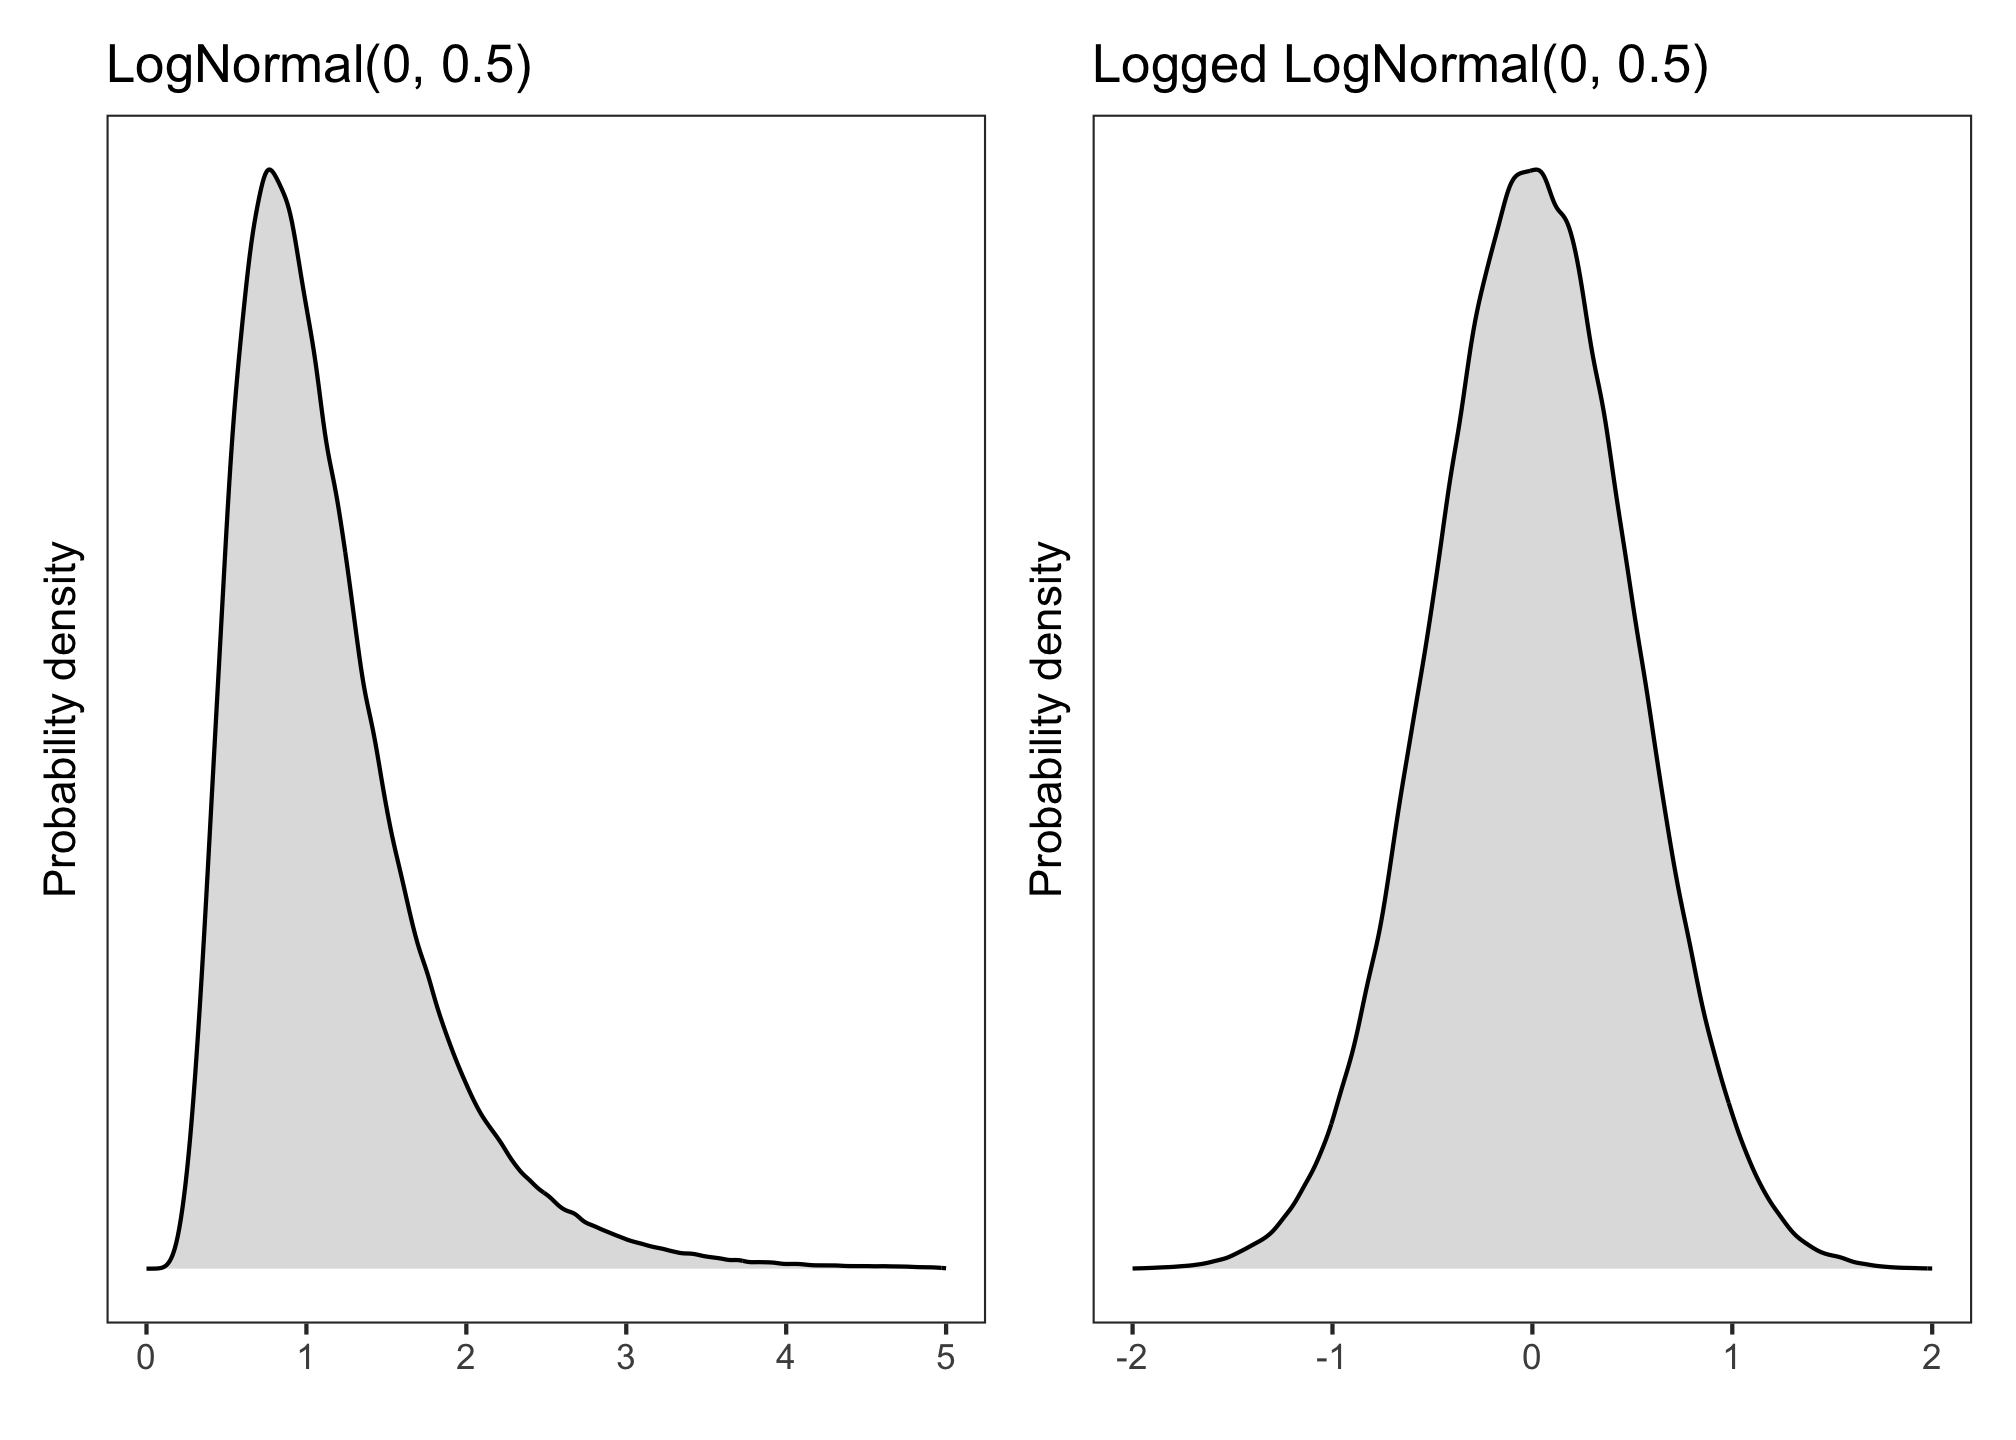 LogNormal(0, 0.5)
Probability density
0 1 2 3 4 5
Logged LogNormal(0, 0.5)
Probability density
-2 -1 0 1 2